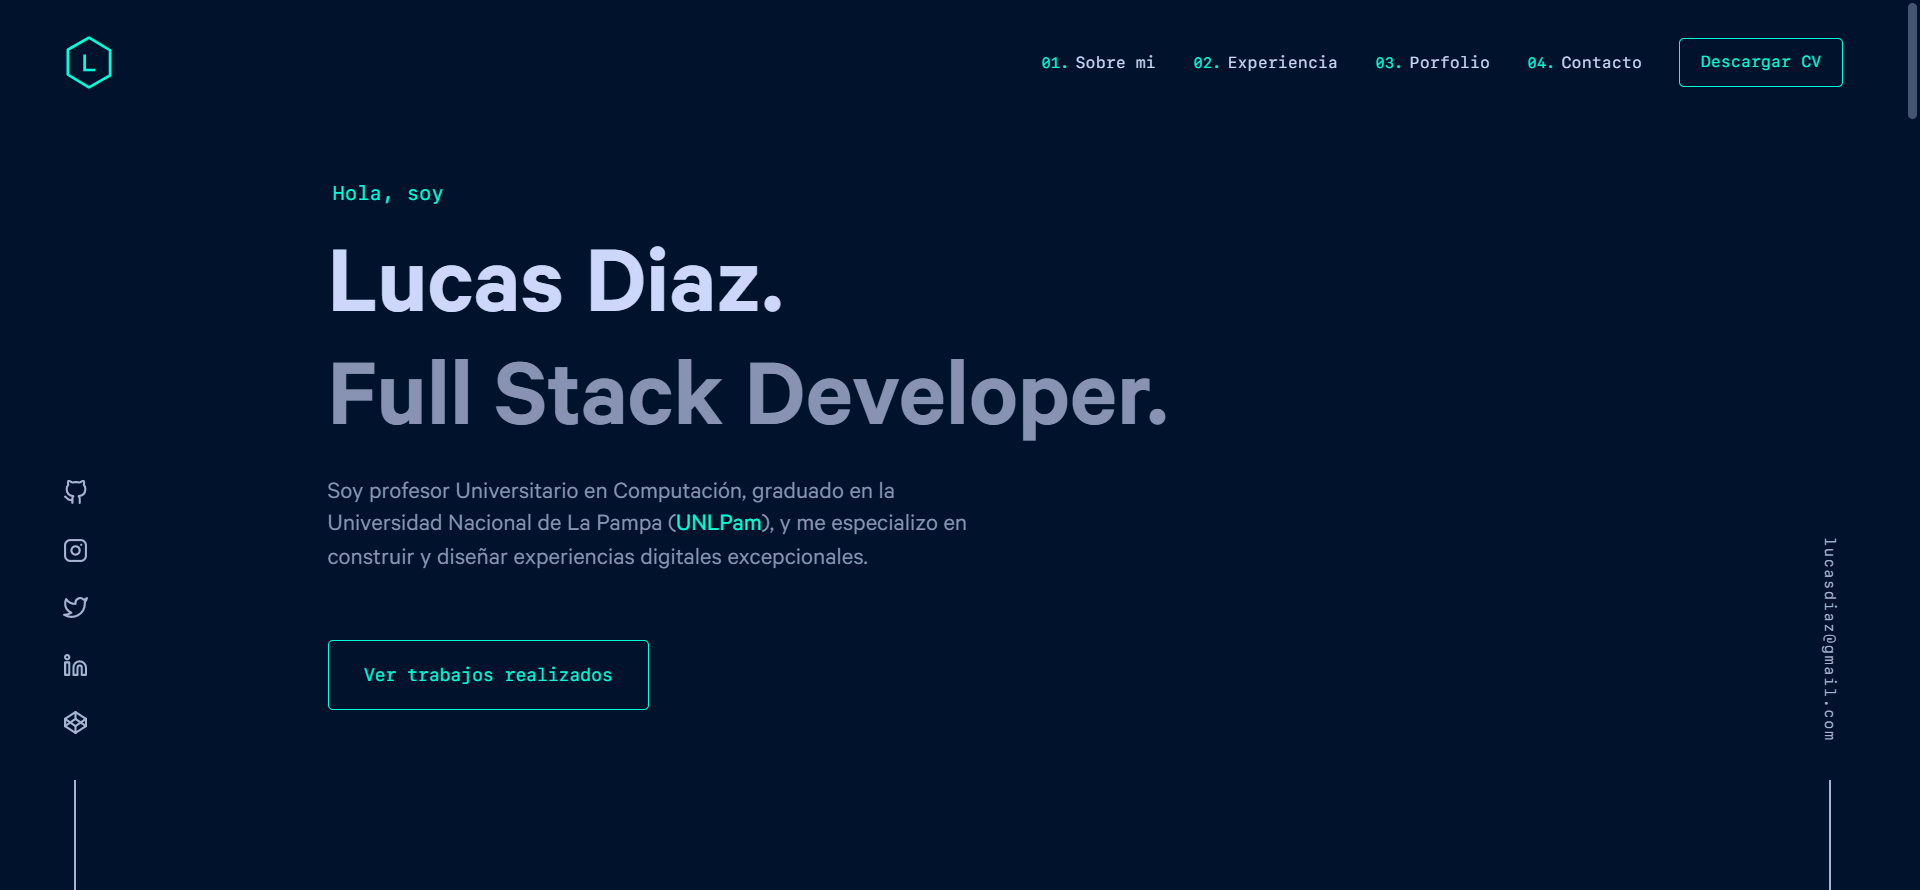 L
01. Sobre mi
02. Experiencia
03. Porfolio
04. Contacto
Descargar CV
Hola, soy
Lucas Diaz.
Full Stack Developer.
Soy profesor Universitario en Computación, graduado en la
Universidad Nacional de La Pampa (UNLPam), y me especializo en
construir y diseñar experiencias digitales excepcionales.
Ver trabajos realizados
lucasdiaz@gmail.com